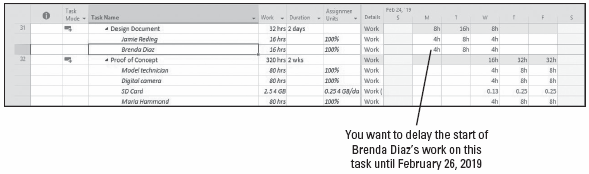 Task Mode Task Name Work Duration Assignmen Units Details Feb 24, 19 S M T W T F S
31 Design Document 32 hrs 2 days Work 8h 16h 8h
Jamie Reding 16 hrs 100% Work 4h 8h 4h
Brenda Diaz 16 hrs 100% Work 4h 8h 4h
32 Proof of Concept 320 hrs 2 wks Work 16h 32h 32h
Model technician 80 hrs 100% Work 4h 8h 8h
Digital camera 80 hrs 100% Work 4h 8h 8h
SD Card 2.54 GB 0.254 GB/da Work ( 0.13 0.25 0.25
Maria Hammond 80 hrs 100% Work 4h 8h 8h
You want to delay the start of
Brenda Diaz's work on this
task until February 26, 2019